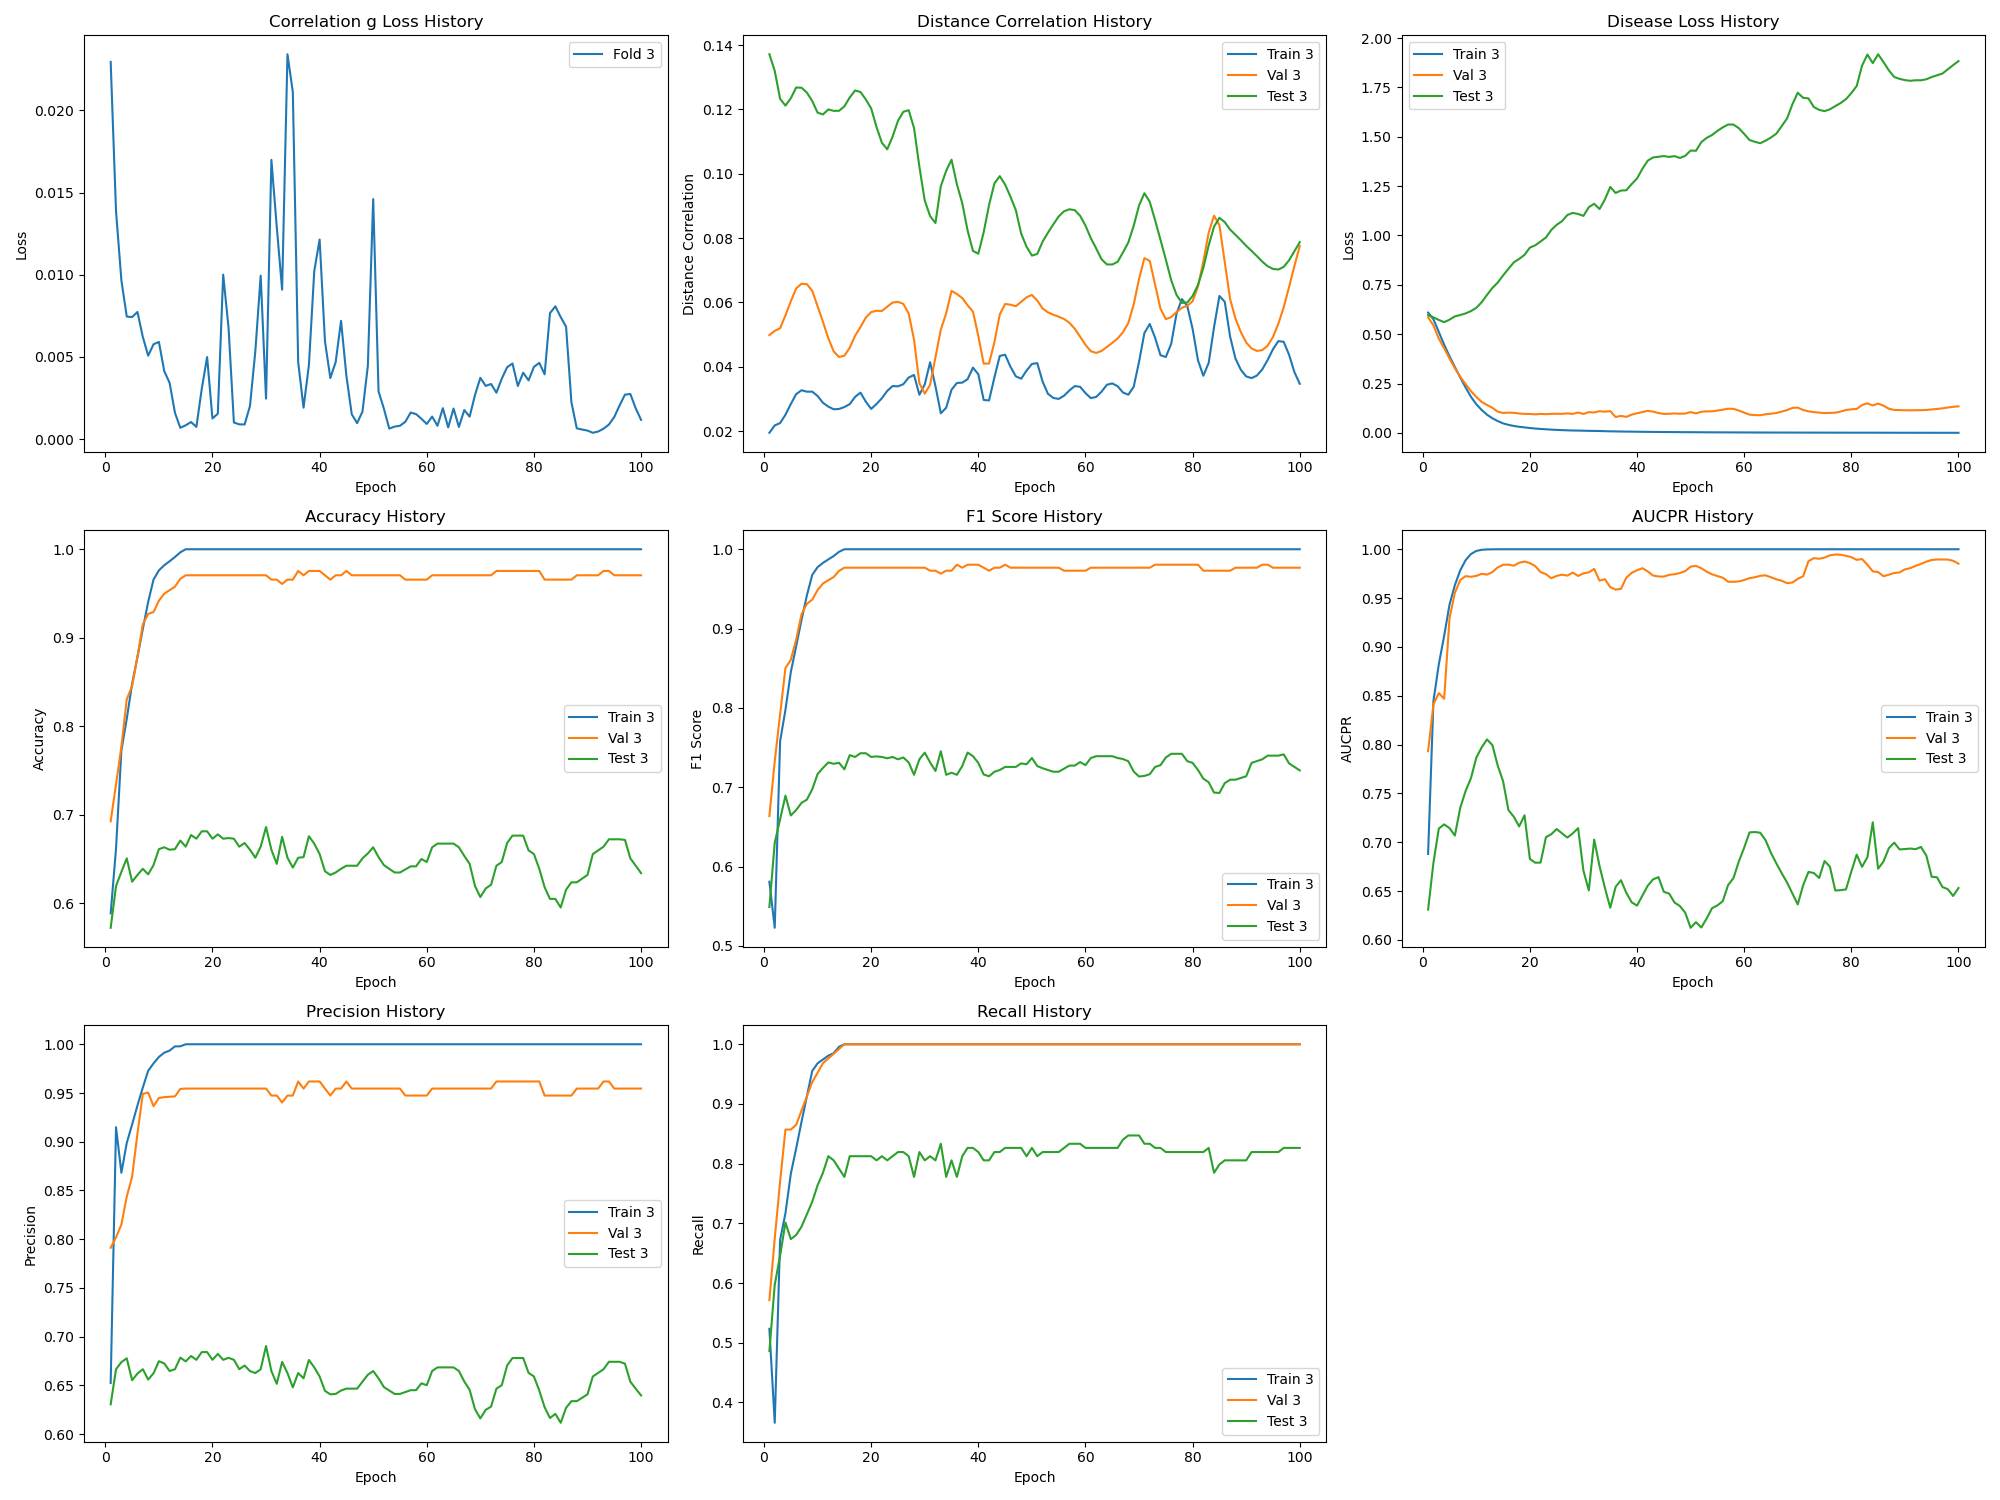 Correlation g Loss History
Loss
0.020
0.015
0.010
0.005
0.000
Fold 3
0 20 40 60 80 100
Epoch
Distance Correlation History
Distance Correlation
0.14
0.12
0.10
0.08
0.06
0.04
0.02
Train 3
Val 3
Test 3
0 20 40 60 80 100
Epoch
Disease Loss History
Loss
2.00
1.75
1.50
1.25
1.00
0.75
0.50
0.25
0.00
Train 3
Val 3
Test 3
0 20 40 60 80 100
Epoch
Accuracy History
Accuracy
1.0
0.9
0.8
0.7
0.6
Train 3
Val 3
Test 3
0 20 40 60 80 100
Epoch
F1 Score History
F1 Score
1.0
0.9
0.8
0.7
0.6
0.5
Train 3
Val 3
Test 3
0 20 40 60 80 100
Epoch
AUCPR History
AUCPR
1.00
0.95
0.90
0.85
0.80
0.75
0.70
0.65
0.60
Train 3
Val 3
Test 3
0 20 40 60 80 100
Epoch
Precision History
Precision
1.00
0.95
0.90
0.85
0.80
0.75
0.70
0.65
0.60
Train 3
Val 3
Test 3
0 20 40 60 80 100
Epoch
Recall History
Recall
1.0
0.9
0.8
0.7
0.6
0.5
0.4
Train 3
Val 3
Test 3
0 20 40 60 80 100
Epoch